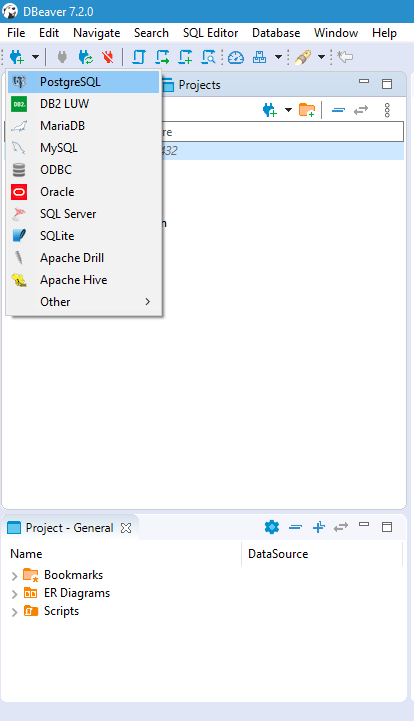 DBeaver 7.2.0
File Edit Navigate Search SQL Editor Database Window Help
Projects
PostgreSQL
DB2. DB2 LUW
MariaDB
MySQL
ODBC
Oracle
SQL Server
SQLite
Apache Drill
Apache Hive
Other
re
432
n
Project - General
Name DataSource
Bookmarks
ER Diagrams
Scripts